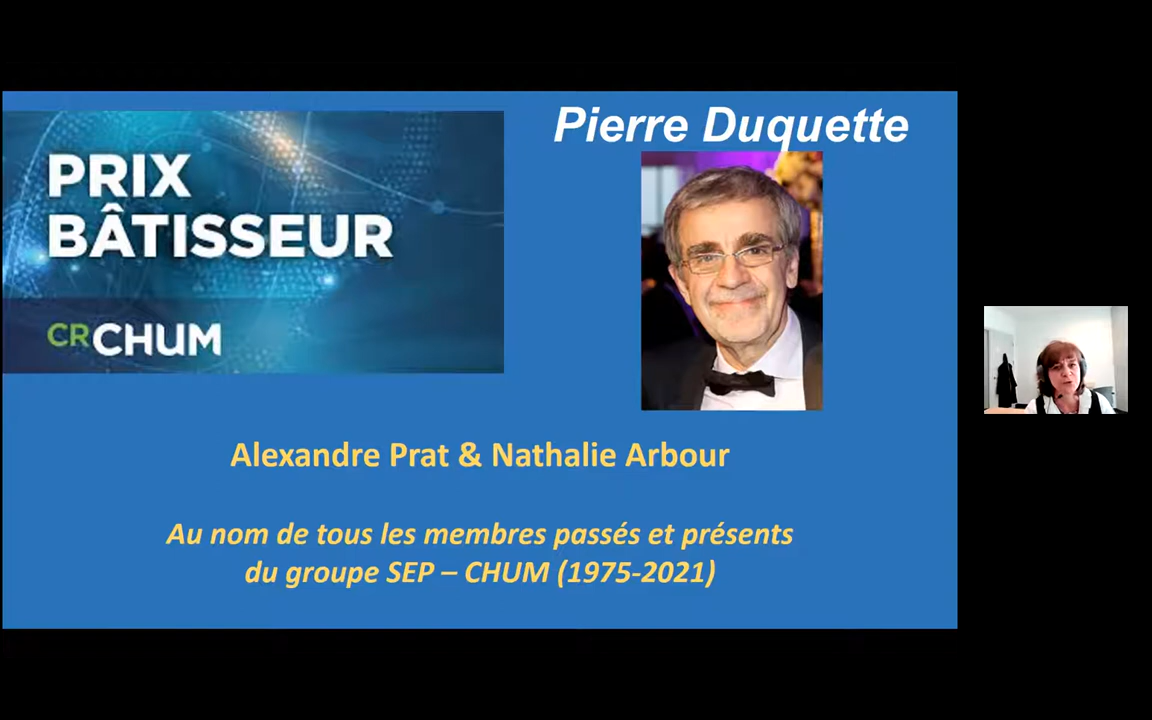 Pierre Duquette
PRIX
BÂTISSEUR
CRCHUM
Alexandre Prat & Nathalie Arbour
Au nom de tous les membres passés et présents
du groupe SEP – CHUM (1975-2021)